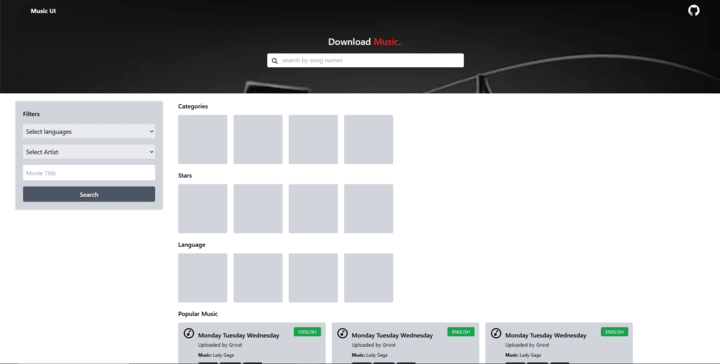 Music UI
Download Music..
search by song names
Filters
Select languages
Select Artist
Movie Title
Search
Categories
Stars
Language
Popular Music
Monday Tuesday Wednesday
ENGLISH
Uploaded by Groot
Music: Lady Gaga
Monday Tuesday Wednesday
ENGLISH
Uploaded by Groot
Music: Lady Gaga
Monday Tuesday Wednesday
ENGLISH
Uploaded by Groot
Music: Lady Gaga